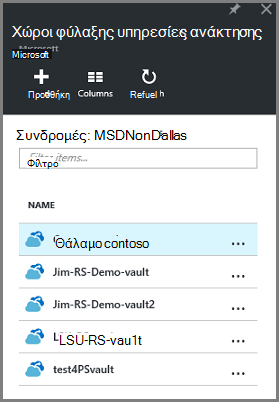 Χώροι φύλαξης υπηρεσίες ανάκτησης
Microsoft
Προσθήκη Columns Refuel h
Συνδρομές: MSDNonDallas
Filter items...
Φίλτρο
NAME
Θάλαμο contoso
Jim-RS-Demo-vault
Jim-RS-Demo-vault2
LSU-RS-vau1t
test4PSvault